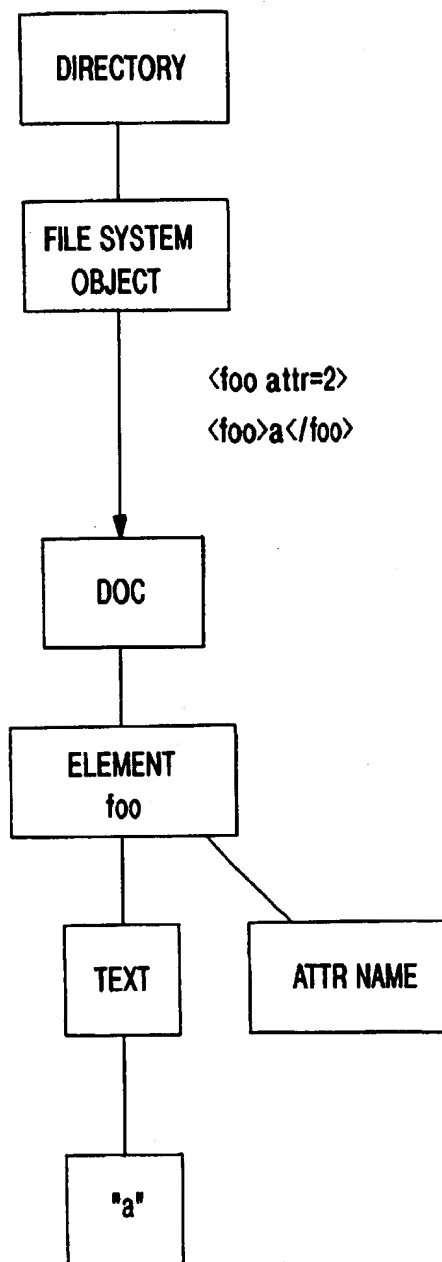 DIRECTORY
FILE SYSTEM
OBJECT
<foo attr=2>
<foo>a</foo>
DOC
ELEMENT
foo
TEXT
ATTR NAME
"a"